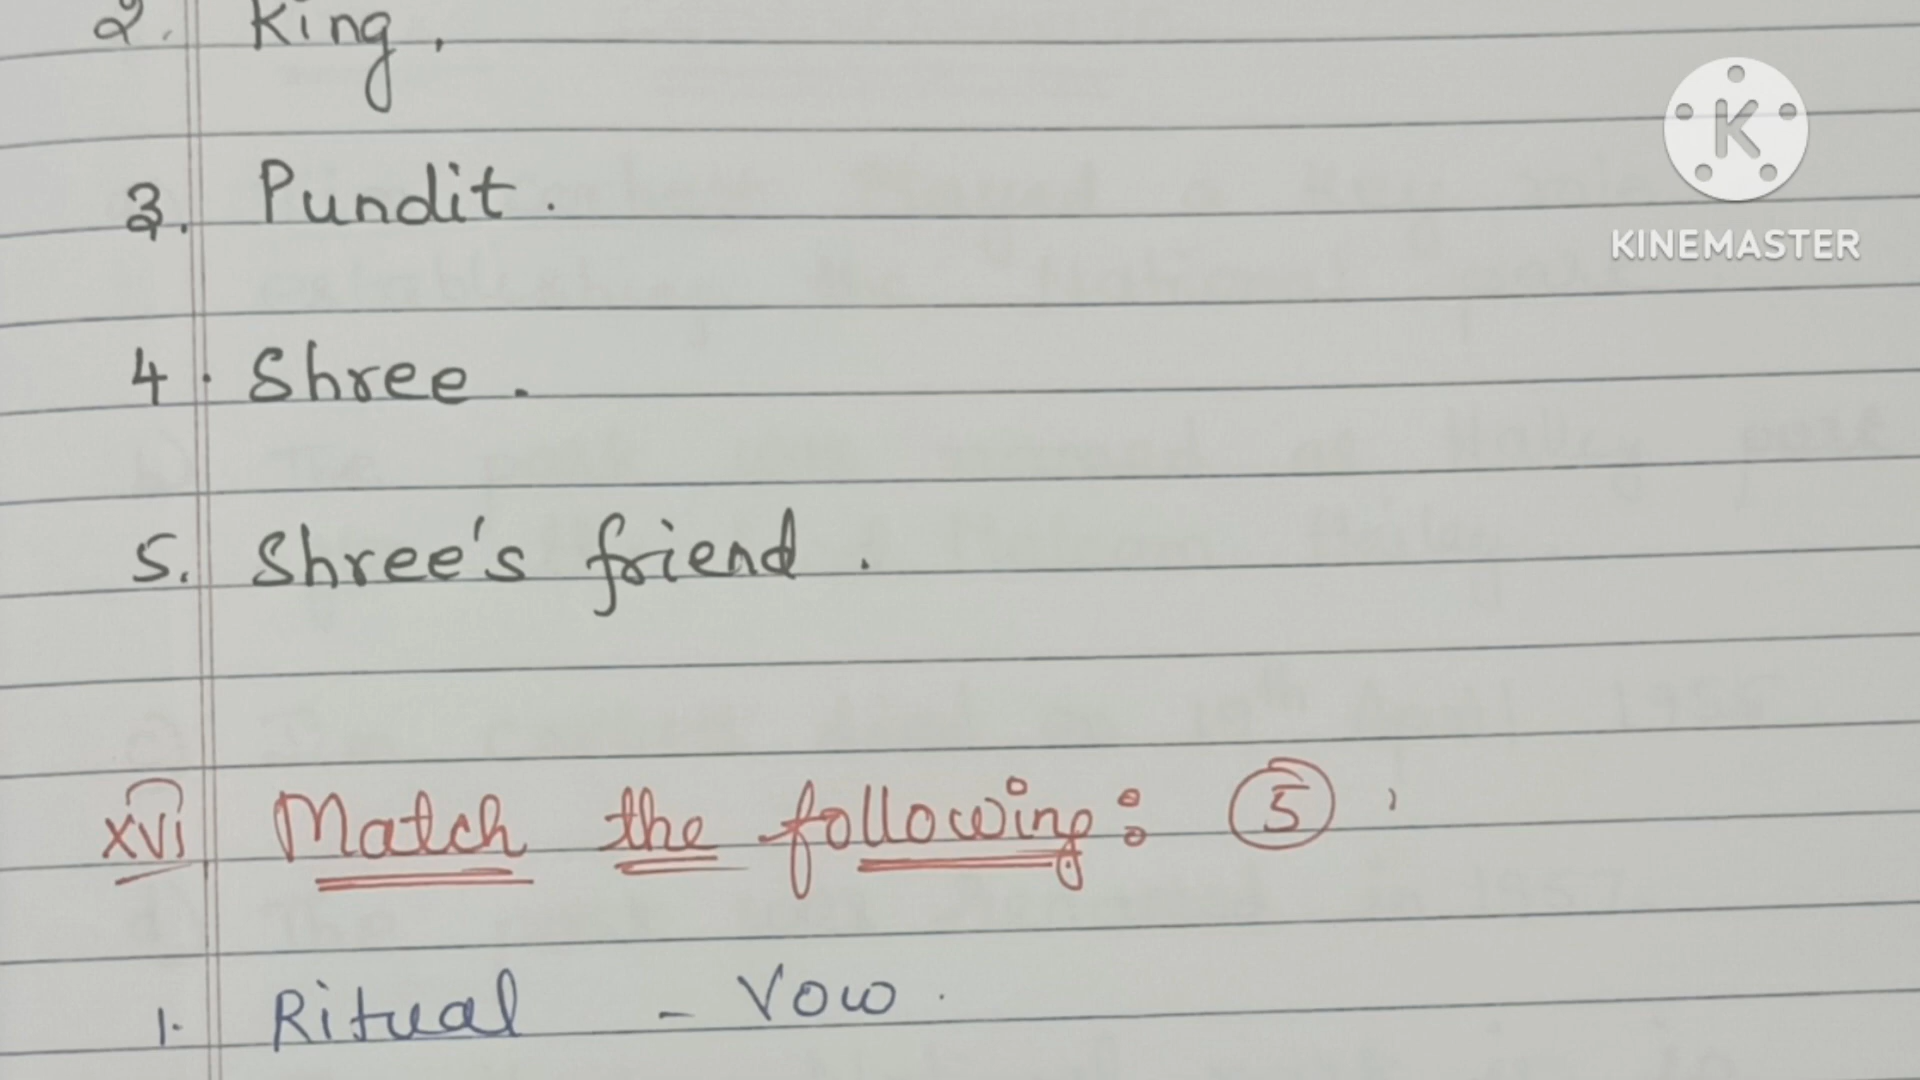 2. King.
3. Pundit.
K
KINEMASTER
4. Shree.
5. Shree's friend.
xvi Match the following: 5
1. Ritual - Vow.